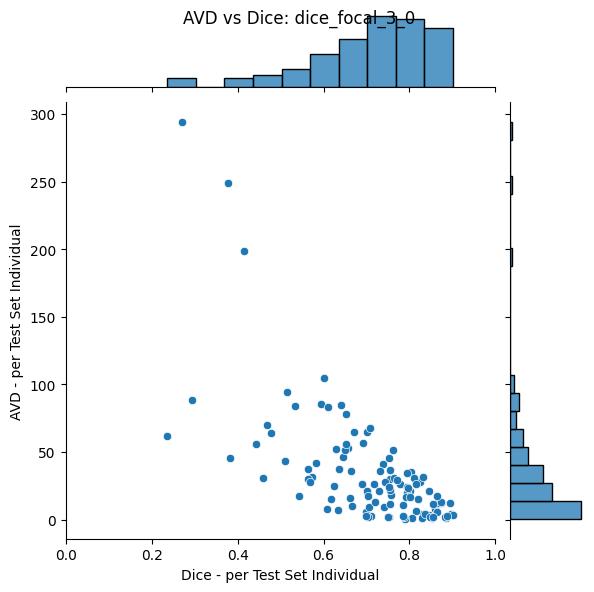 AVD vs Dice: dice_focal_3_0
300
250
200
150
100
50
0
AVD - per Test Set Individual
0.0 0.2 0.4 0.6 0.8 1.0
Dice - per Test Set Individual